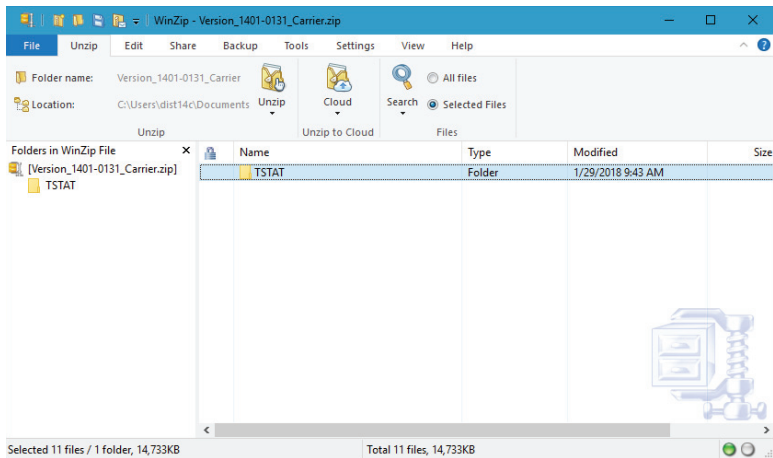 WinZip - Version_1401-0131_Carrier.zip
File Unzip Edit Share Backup Tools Settings View Help
Folder name: Version_1401-0131_Carrier
Location: C:\Users\dist14c\Documents
Unzip
Unzip
Cloud
Unzip to Cloud
Search
All files
Selected Files
Files
Folders in WinZip File
[Version_1401-0131_Carrier.zip]
TSTAT
Name Type Modified Size
TSTAT Folder 1/29/2018 9:43 AM
Selected 11 files / 1 folder, 14,733KB
Total 11 files, 14,733KB